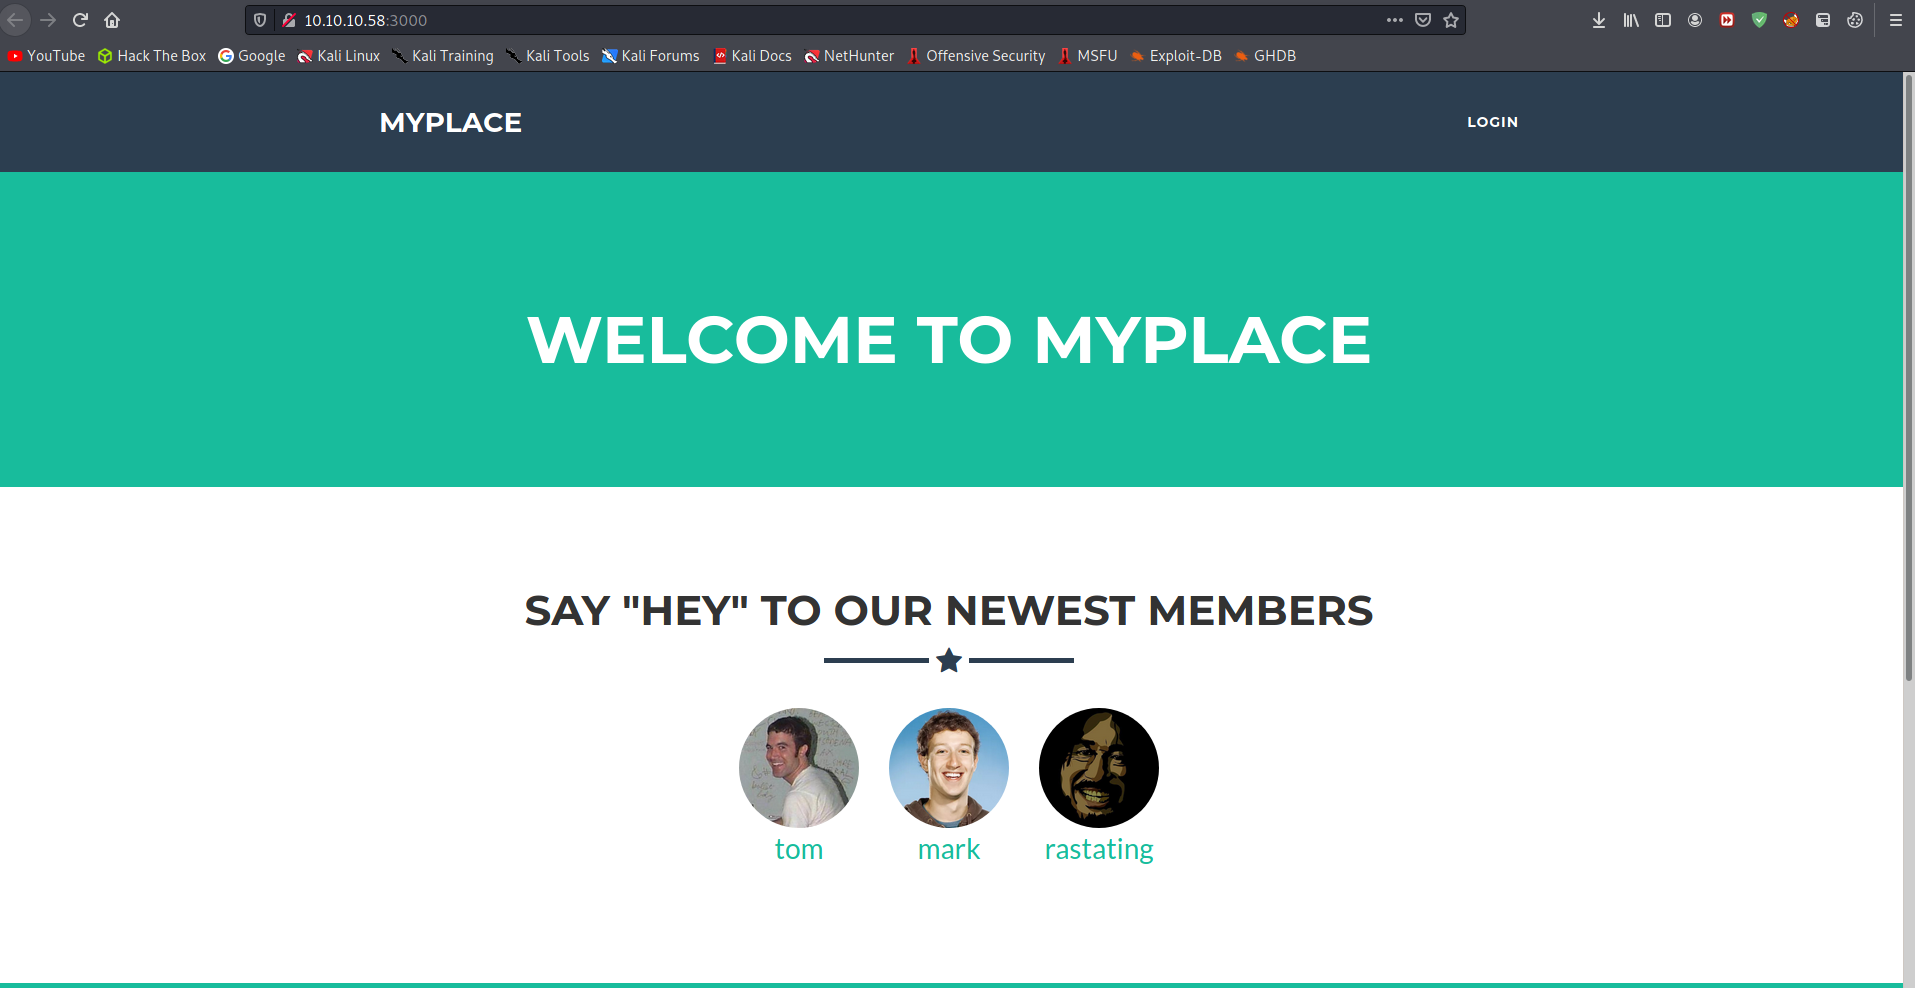 10.10.10.58:3000
YouTube Hack The Box Google Kali Linux Kali Training Kali Tools Kali Forums Kali Docs NetHunter Offensive Security MSFU Exploit-DB GHDB
MYPLACE LOGIN
WELCOME TO MYPLACE
SAY "HEY" TO OUR NEWEST MEMBERS
tom mark rastating